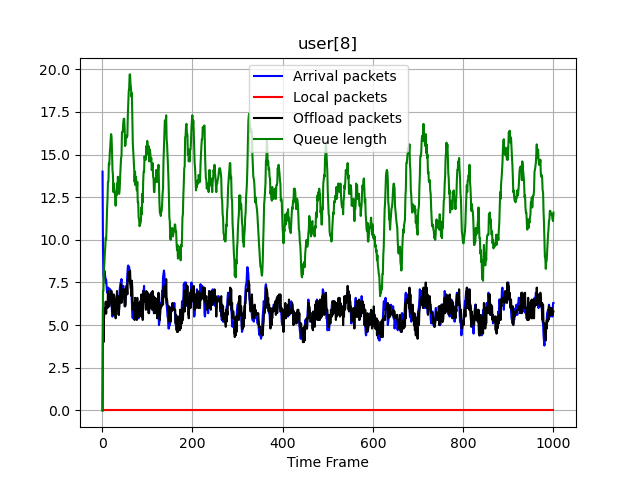 user[8]
20.0
17.5
15.0
12.5
10.0
7.5
5.0
2.5
0.0
Arrival packets
Local packets
Offload packets
Queue length
0 200 400 600 800 1000
Time Frame